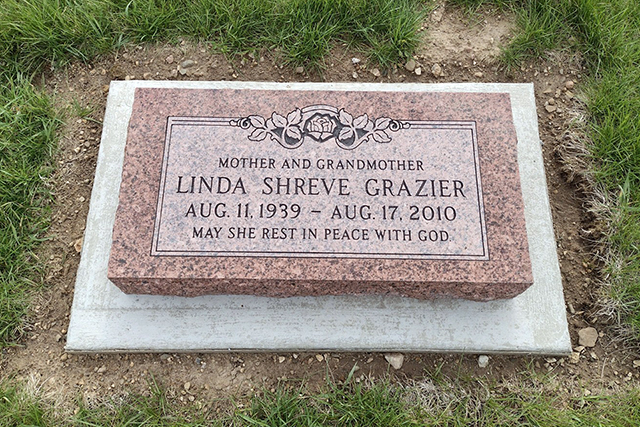 MOTHER AND GRANDMOTHER
LINDA SHREVE GRAZIER
AUG. 11, 1939 – AUG. 17, 2010
MAY SHE REST IN PEACE WITH GOD.